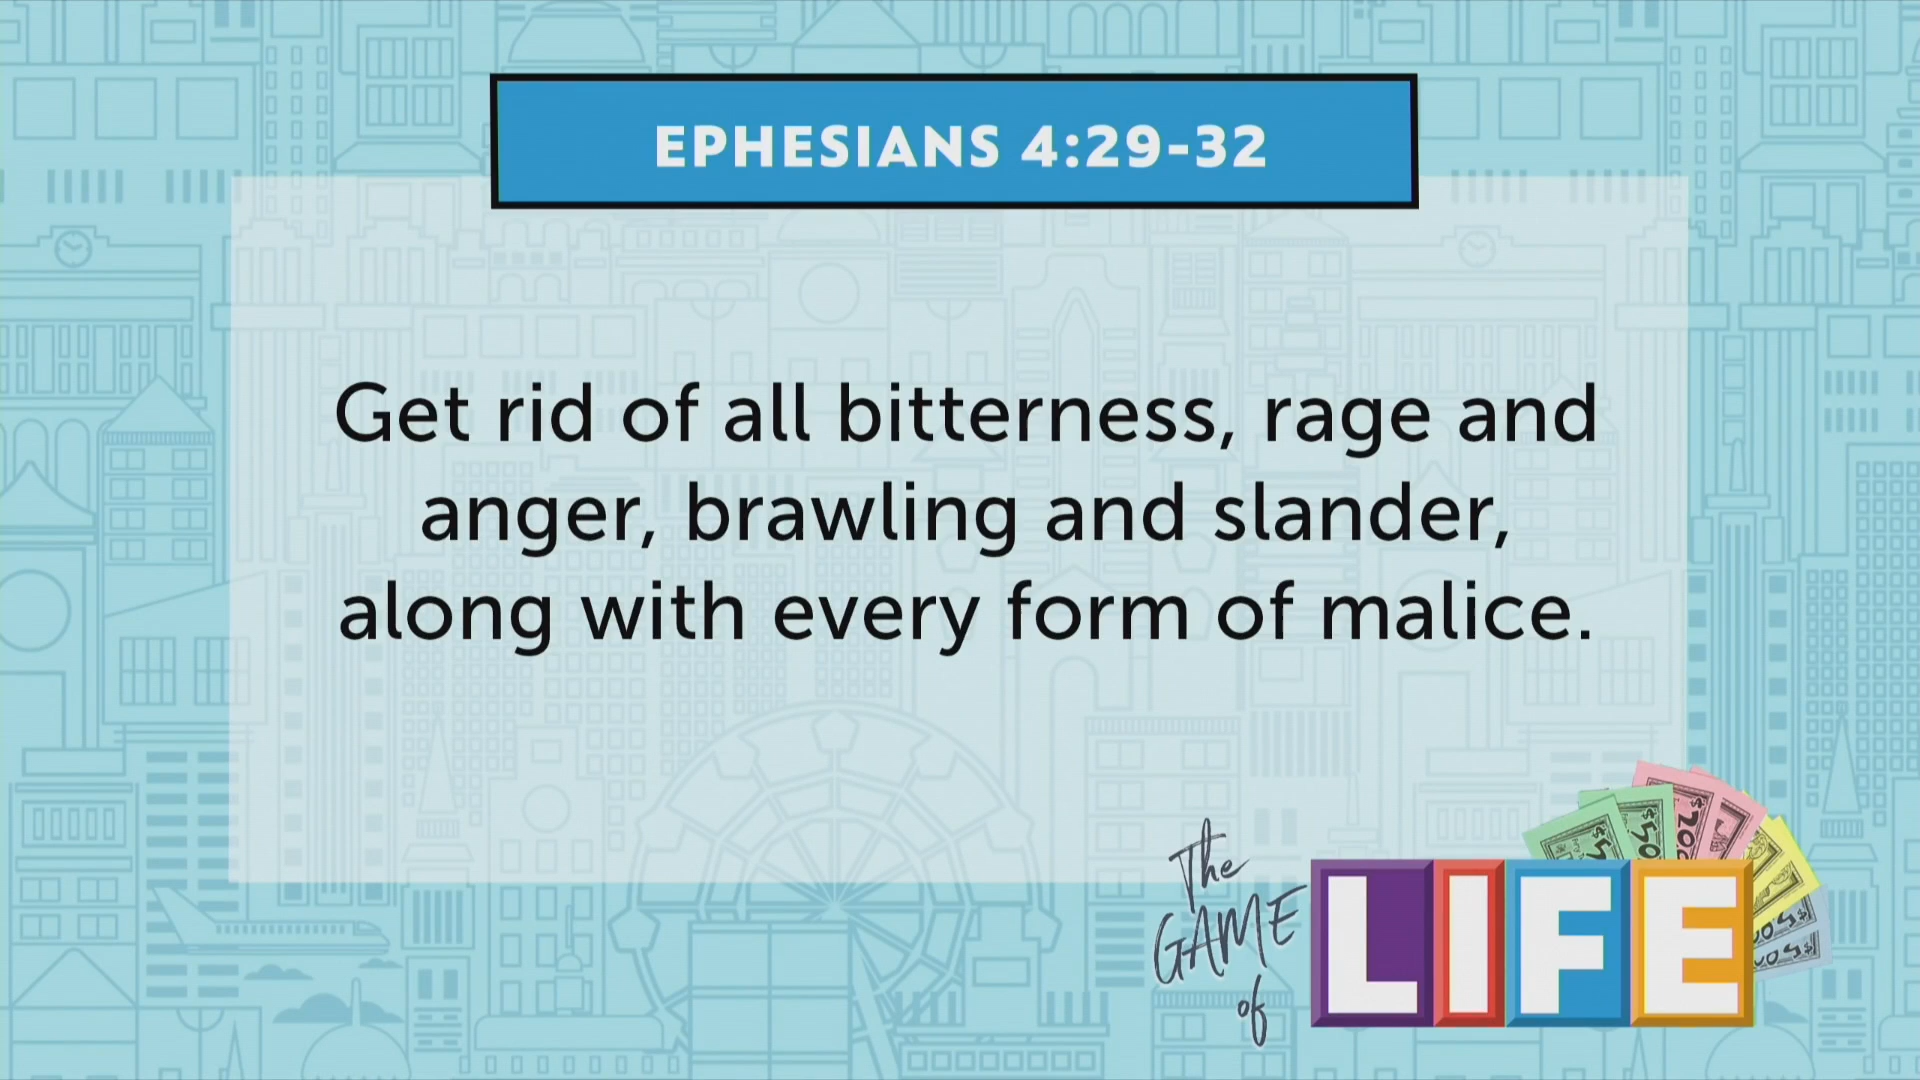 EPHESIANS 4:29-32
Get rid of all bitterness, rage and
anger, brawling and slander,
along with every form of malice.
The
GAME
of
LIFE